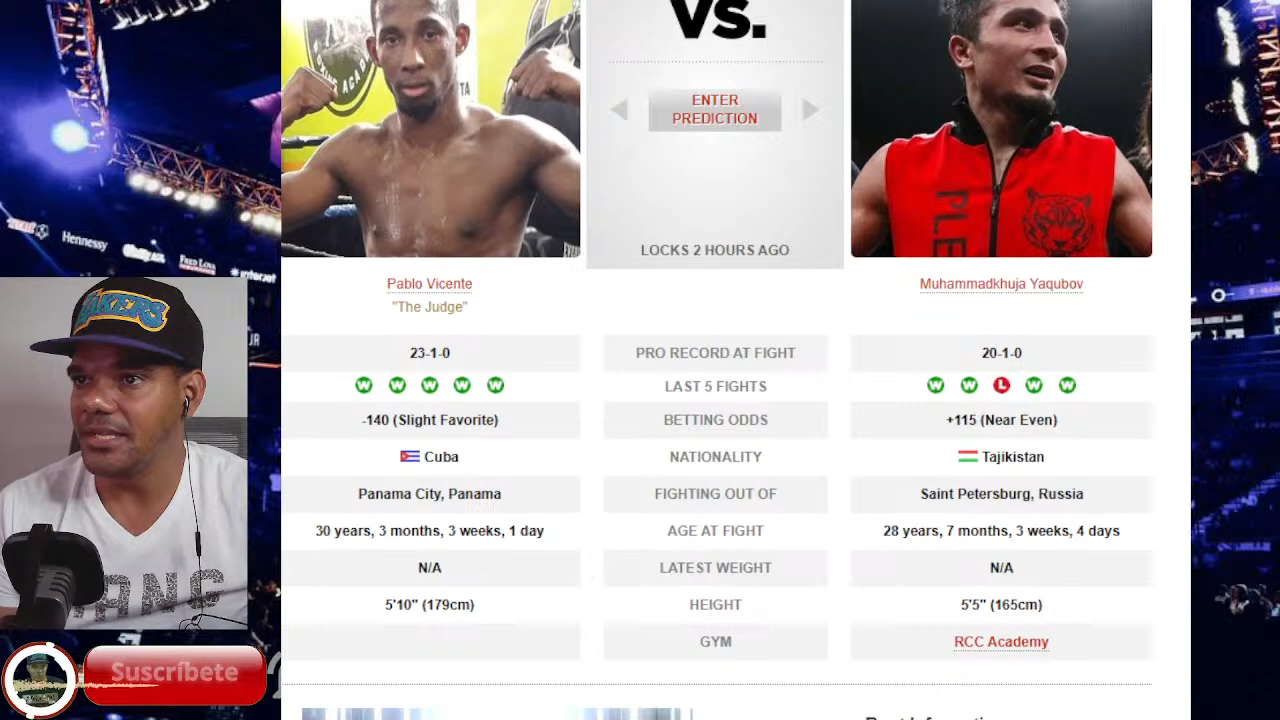 VS.
ENTER
PREDICTION
LOCKS 2 HOURS AGO
PLE
Hennessy
Pablo Vicente
Muhammadkhuja Yaqubov
"The Judge"
23-1-0 PRO RECORD AT FIGHT 20-1-0
W W W W W LAST 5 FIGHTS W W L W W
-140 (Slight Favorite) BETTING ODDS +115 (Near Even)
Cuba NATIONALITY Tajikistan
Panama City, Panama FIGHTING OUT OF Saint Petersburg, Russia
30 years, 3 months, 3 weeks, 1 day AGE AT FIGHT 28 years, 7 months, 3 weeks, 4 days
N/A LATEST WEIGHT N/A
5'10" (179cm) HEIGHT 5'5" (165cm)
GYM RCC Academy
LAKERS
Suscríbete